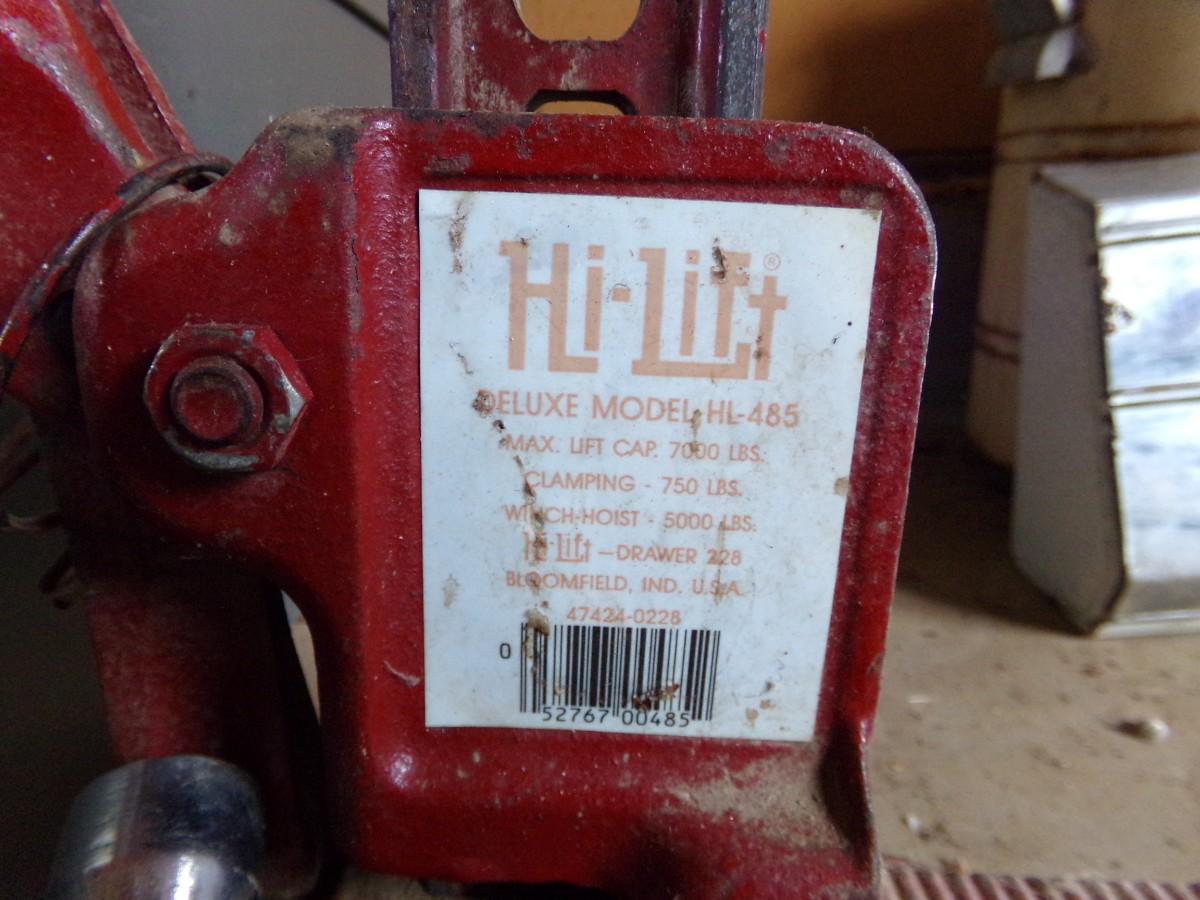 Hi-Lift®
DELUXE MODEL HL-485
MAX. LIFT CAP. 7000 LBS.
CLAMPING - 750 LBS.
WINCH-HOIST - 5000 LBS.
Hi-Lift —DRAWER 228
BLOOMFIELD, IND. U.S.A.
47424-0228
0 52767 00485